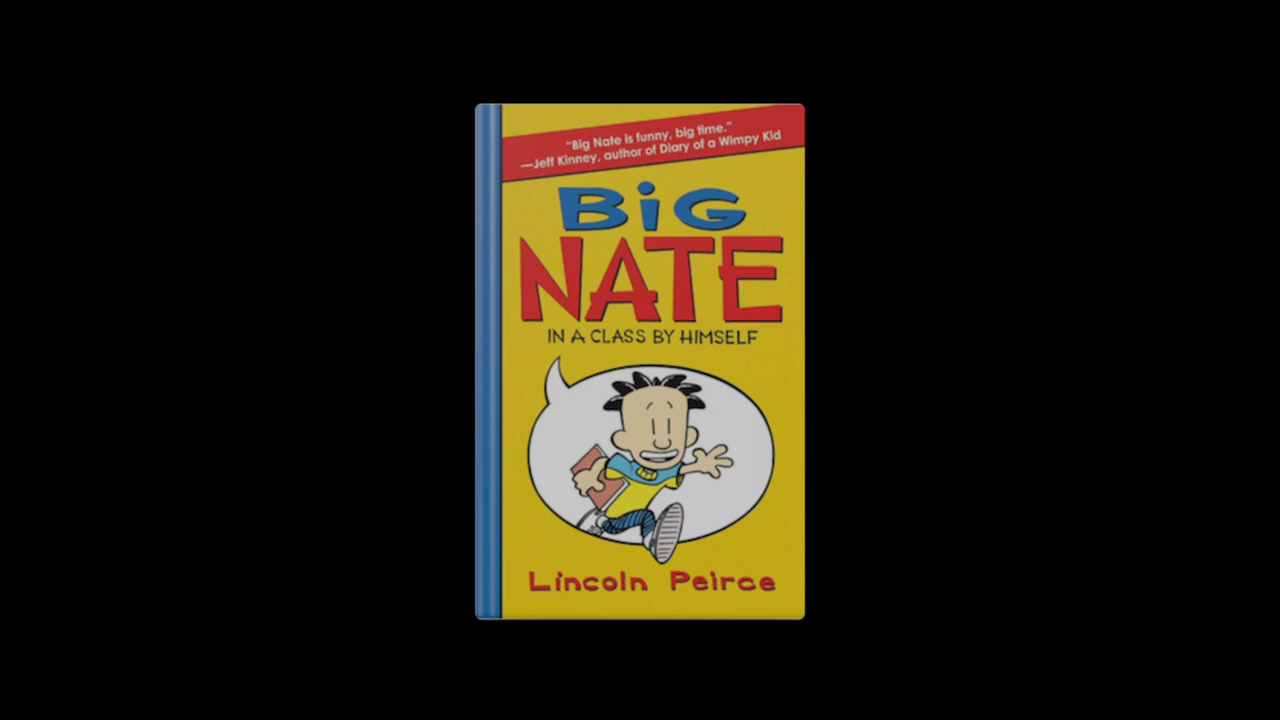 “Big Nate is funny, big time.”
—Jeff Kinney, author of Diary of a Wimpy Kid
BiG
NATE
IN A CLASS BY HIMSELF
Lincoln Peirce